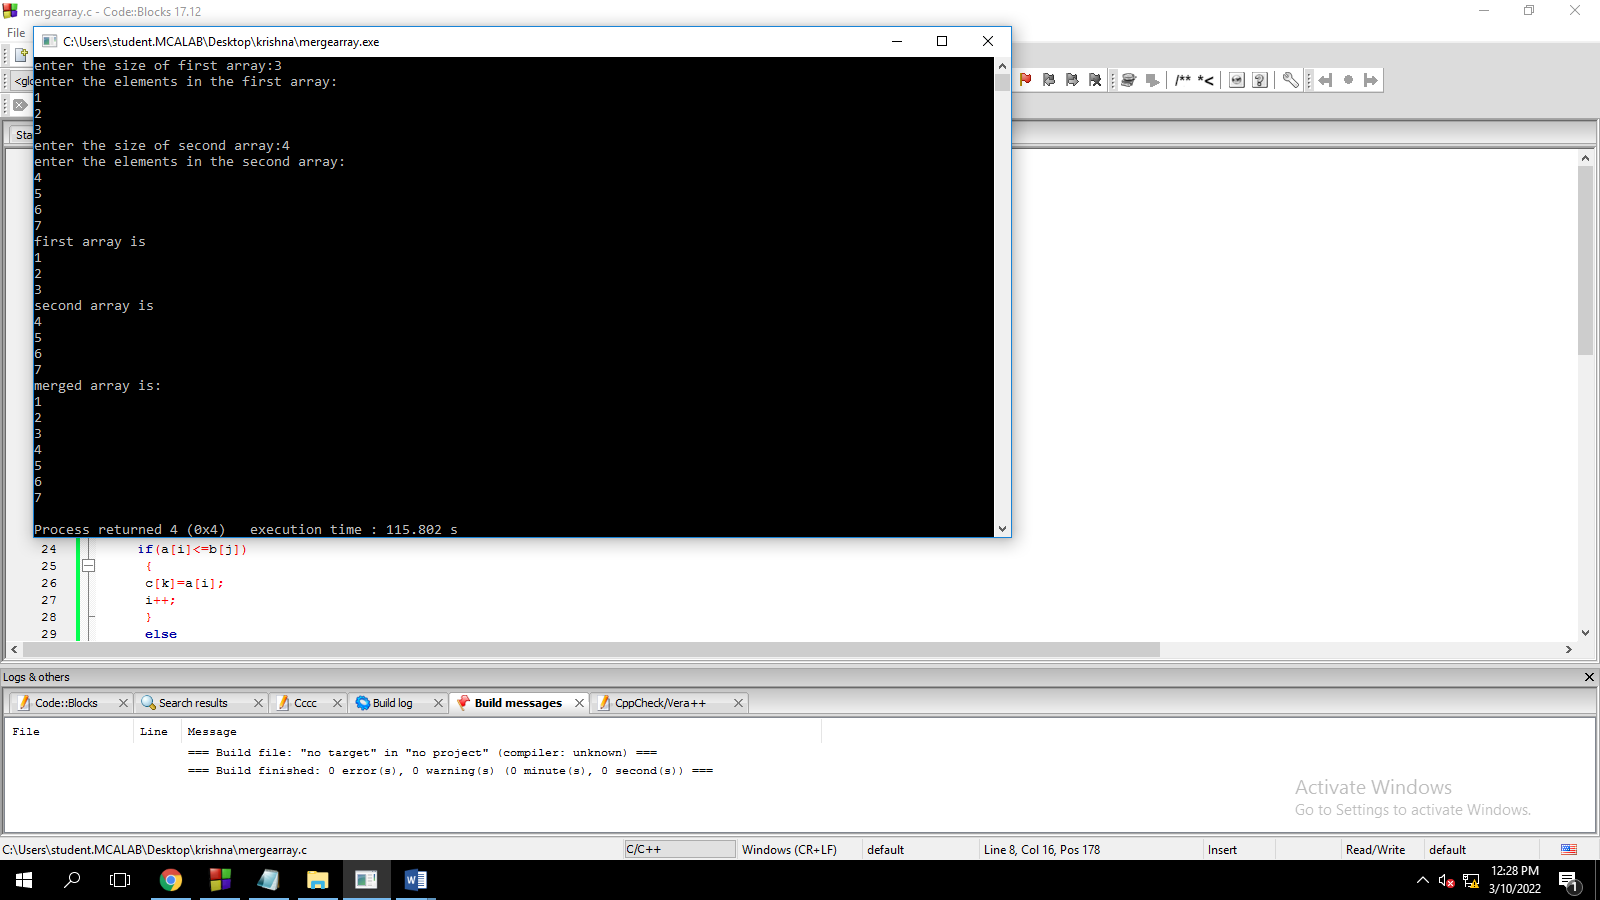 mergearray.c - Code::Blocks 17.12
File
C:\Users\student.MCALAB\Desktop\krishna\mergearray.exe
enter the size of first array:3
enter the elements in the first array:
1
2
3
enter the size of second array:4
enter the elements in the second array:
4
5
6
7
first array is
1
2
3
second array is
4
5
6
7
merged array is:
1
2
3
4
5
6
7
Process returned 4 (0x4)   execution time : 115.802 s
/** *<
24 if(a[i]<=b[j])
25 {
26 c[k]=a[i];
27 i++;
28 }
29 else
Logs & others
Code::Blocks Search results Cccc Build log Build messages CppCheck/Vera++
File Line Message
=== Build file: "no target" in "no project" (compiler: unknown) ===
=== Build finished: 0 error(s), 0 warning(s) (0 minute(s), 0 second(s)) ===
Activate Windows
Go to Settings to activate Windows.
C:\Users\student.MCALAB\Desktop\krishna\mergearray.c C/C++ Windows (CR+LF) default Line 8, Col 16, Pos 178 Insert Read/Write default
12:28 PM
3/10/2022
1